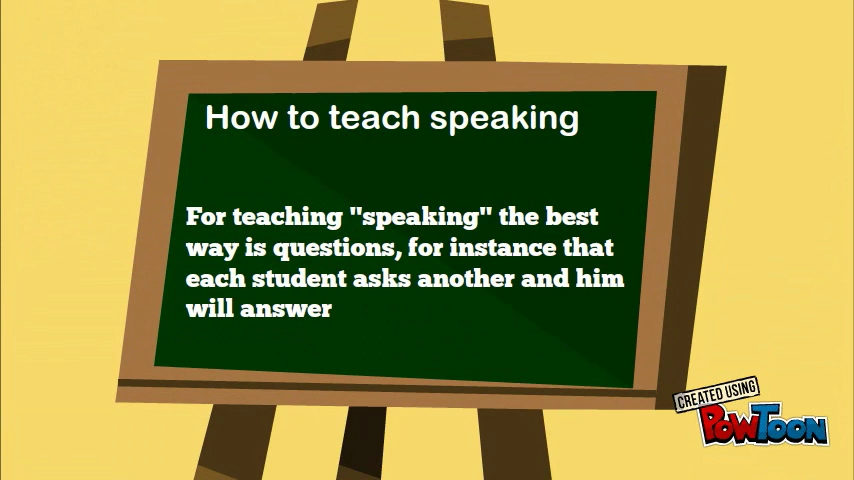 How to teach speaking
For teaching "speaking" the best
way is questions, for instance that
each student asks another and him
will answer
CREATED USING
POWTOON